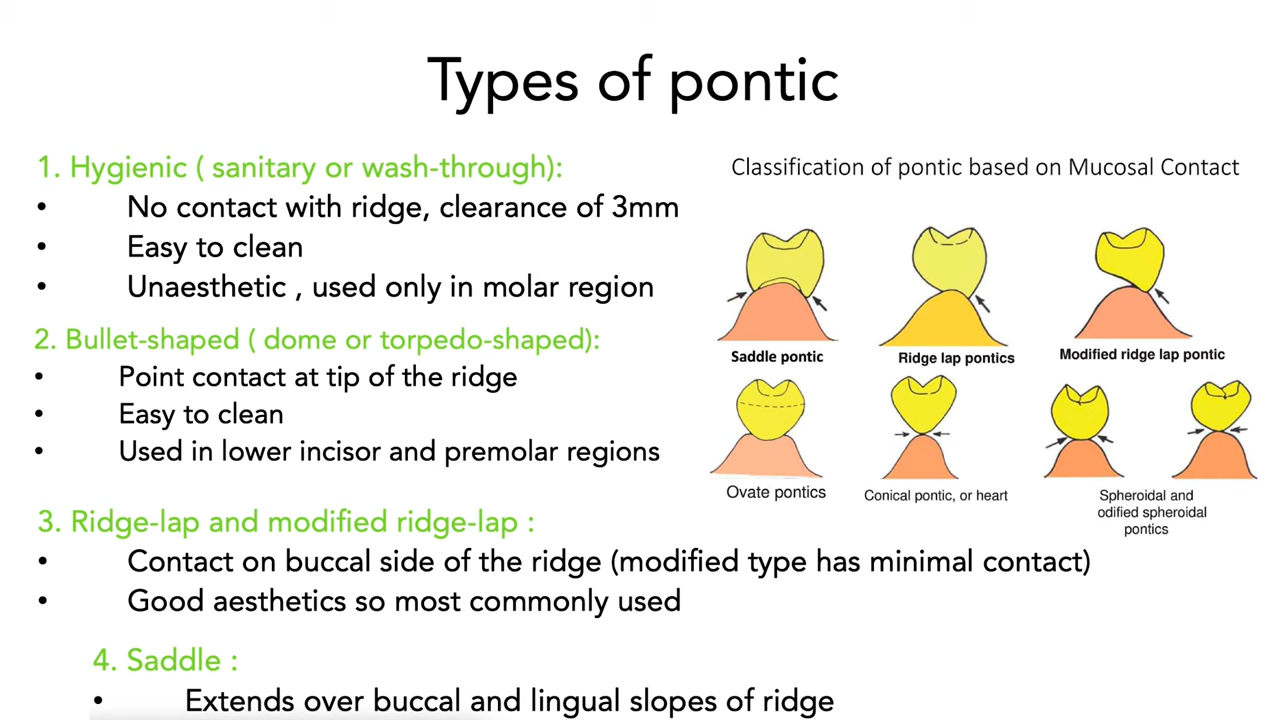 Types of pontic
1. Hygienic ( sanitary or wash-through):
• No contact with ridge, clearance of 3mm
• Easy to clean
• Unaesthetic , used only in molar region
2. Bullet-shaped ( dome or torpedo-shaped):
• Point contact at tip of the ridge
• Easy to clean
• Used in lower incisor and premolar regions
3. Ridge-lap and modified ridge-lap :
• Contact on buccal side of the ridge (modified type has minimal contact)
• Good aesthetics so most commonly used
4. Saddle :
• Extends over buccal and lingual slopes of ridge
Classification of pontic based on Mucosal Contact
Saddle pontic
Ridge lap pontics
Modified ridge lap pontic
Ovate pontics
Conical pontic, or heart
Spheroidal and
odified spheroidal
pontics